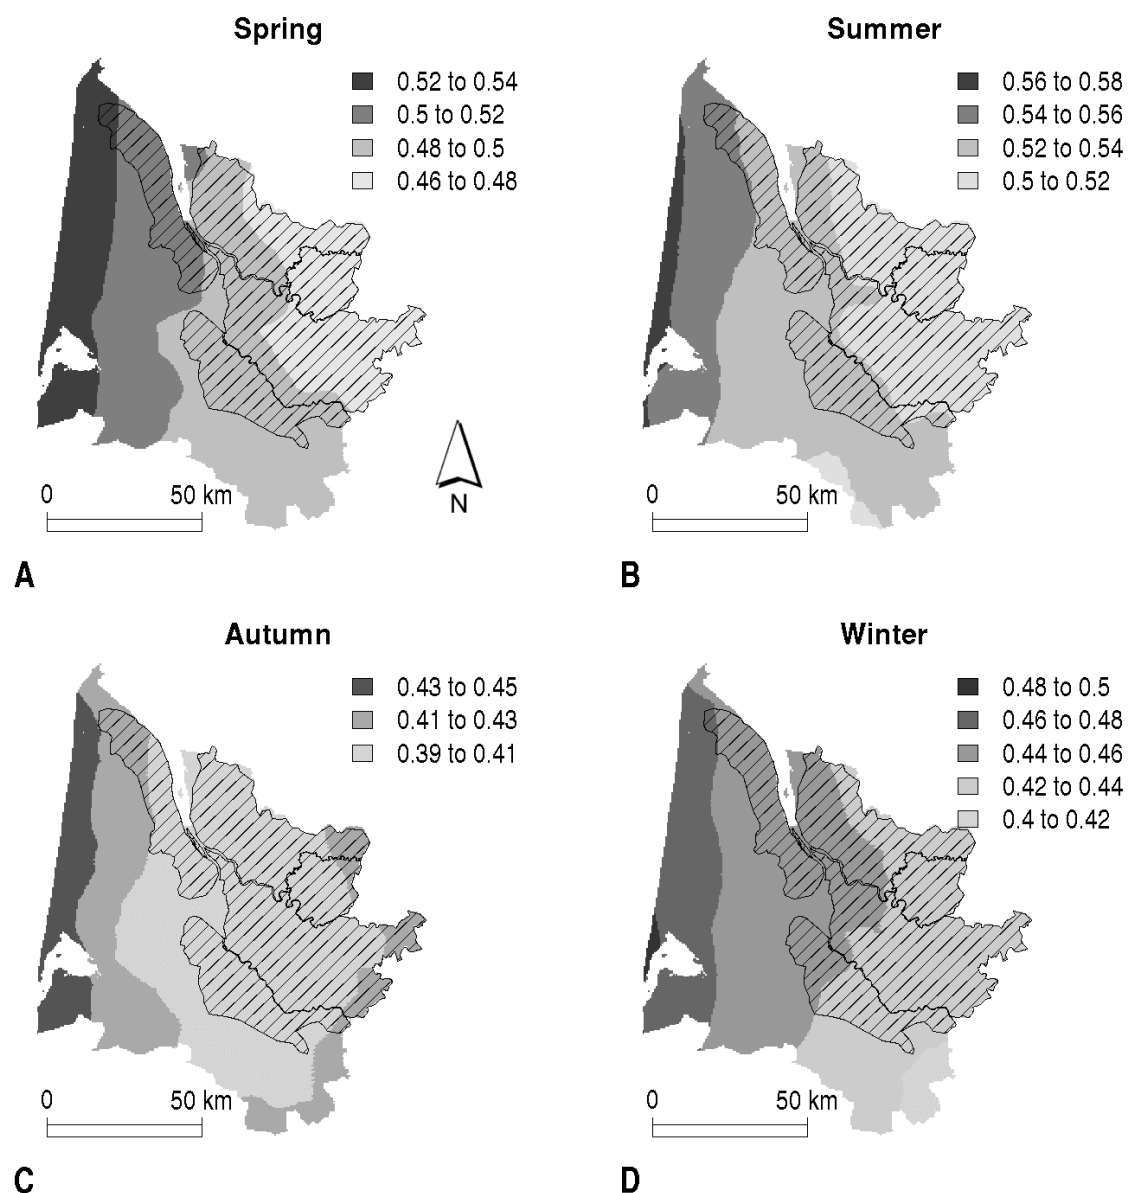 Spring
0.52 to 0.54
0.5 to 0.52
0.48 to 0.5
0.46 to 0.48
0 50 km
N
A
Summer
0.56 to 0.58
0.54 to 0.56
0.52 to 0.54
0.5 to 0.52
0 50 km
B
Autumn
0.43 to 0.45
0.41 to 0.43
0.39 to 0.41
0 50 km
C
Winter
0.48 to 0.5
0.46 to 0.48
0.44 to 0.46
0.42 to 0.44
0.4 to 0.42
0 50 km
D